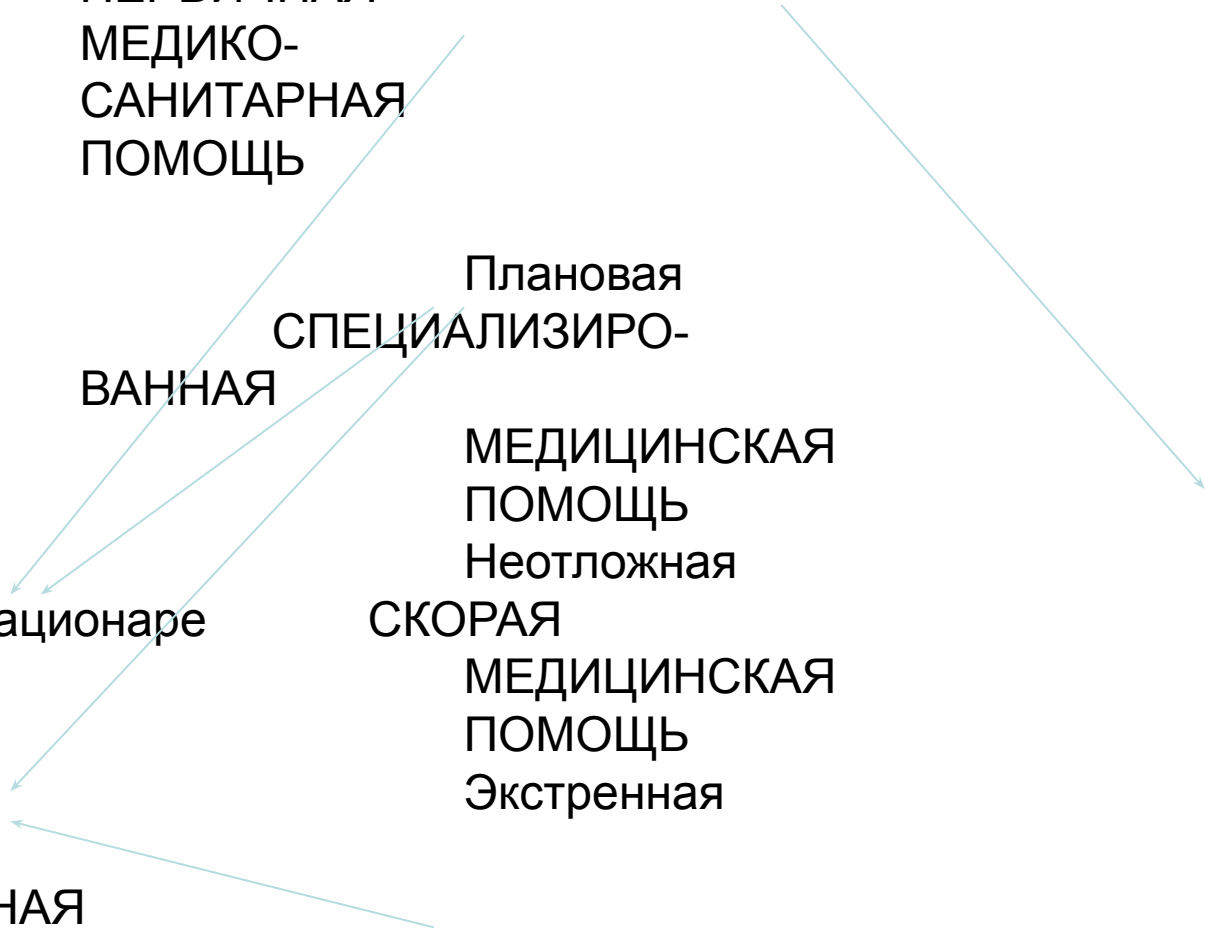 МЕДИКО-
САНИТАРНАЯ
ПОМОЩЬ
Плановая
СПЕЦИАЛИЗИРО-
ВАННАЯ
МЕДИЦИНСКАЯ
ПОМОЩЬ
Неотложная
ационаре СКОРАЯ
МЕДИЦИНСКАЯ
ПОМОЩЬ
Экстренная
НАЯ